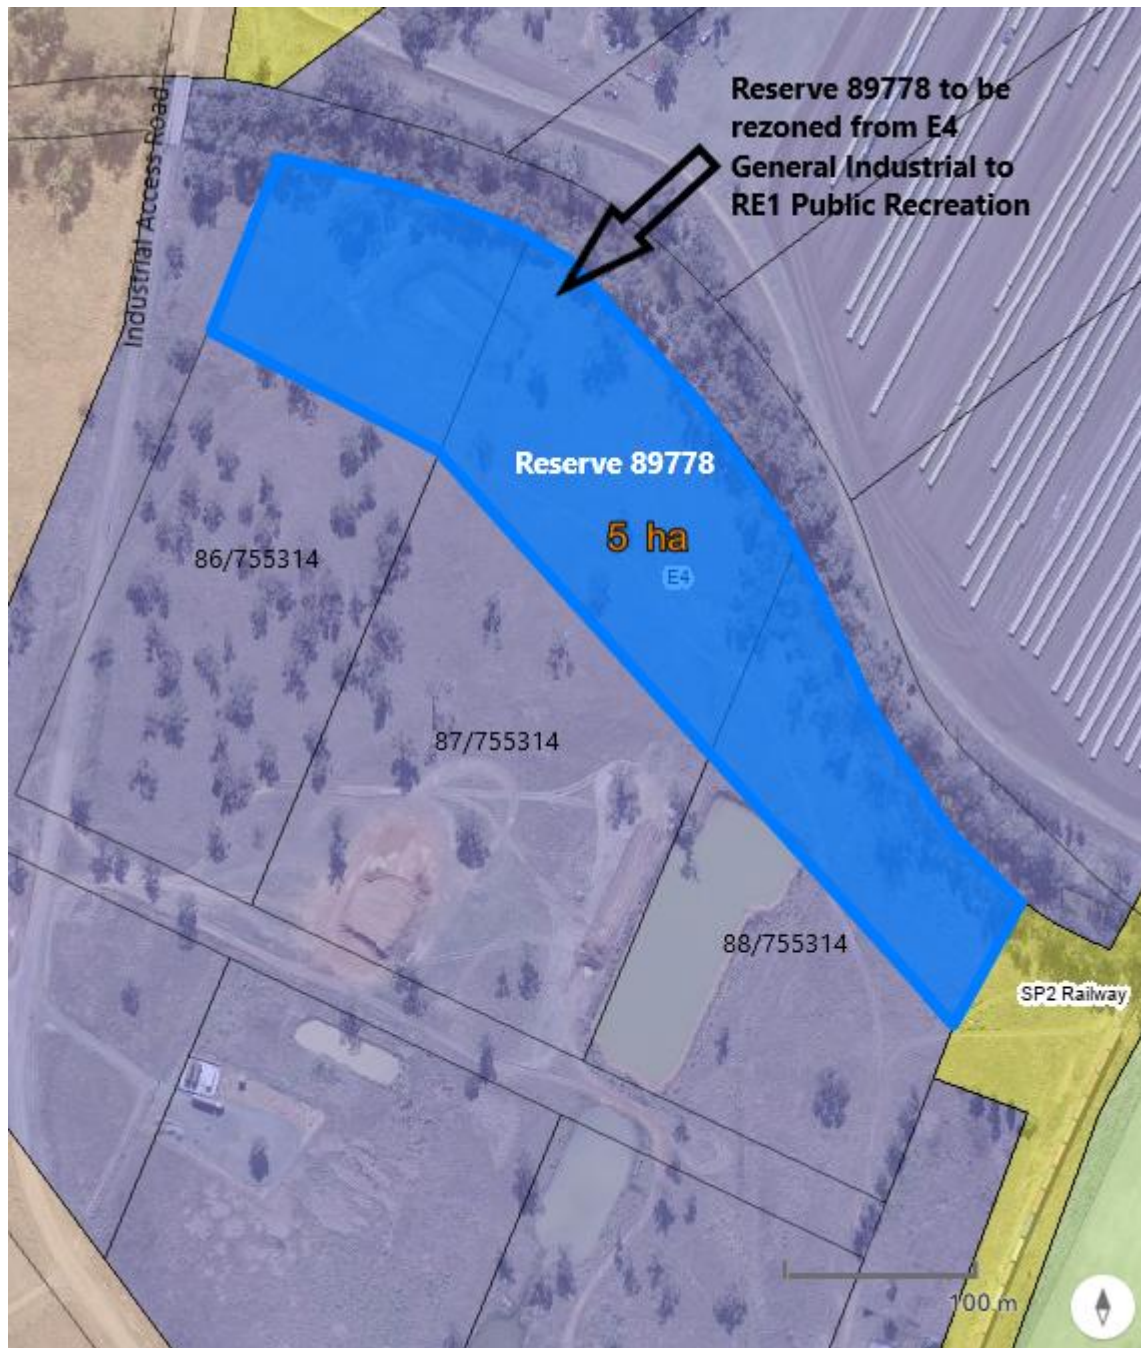 Reserve 89778 to be
rezoned from E4
General Industrial to
RE1 Public Recreation
Industrial Access Road
Reserve 89778
5 ha
E4
86/755314
87/755314
88/755314
SP2 Railway
100 m